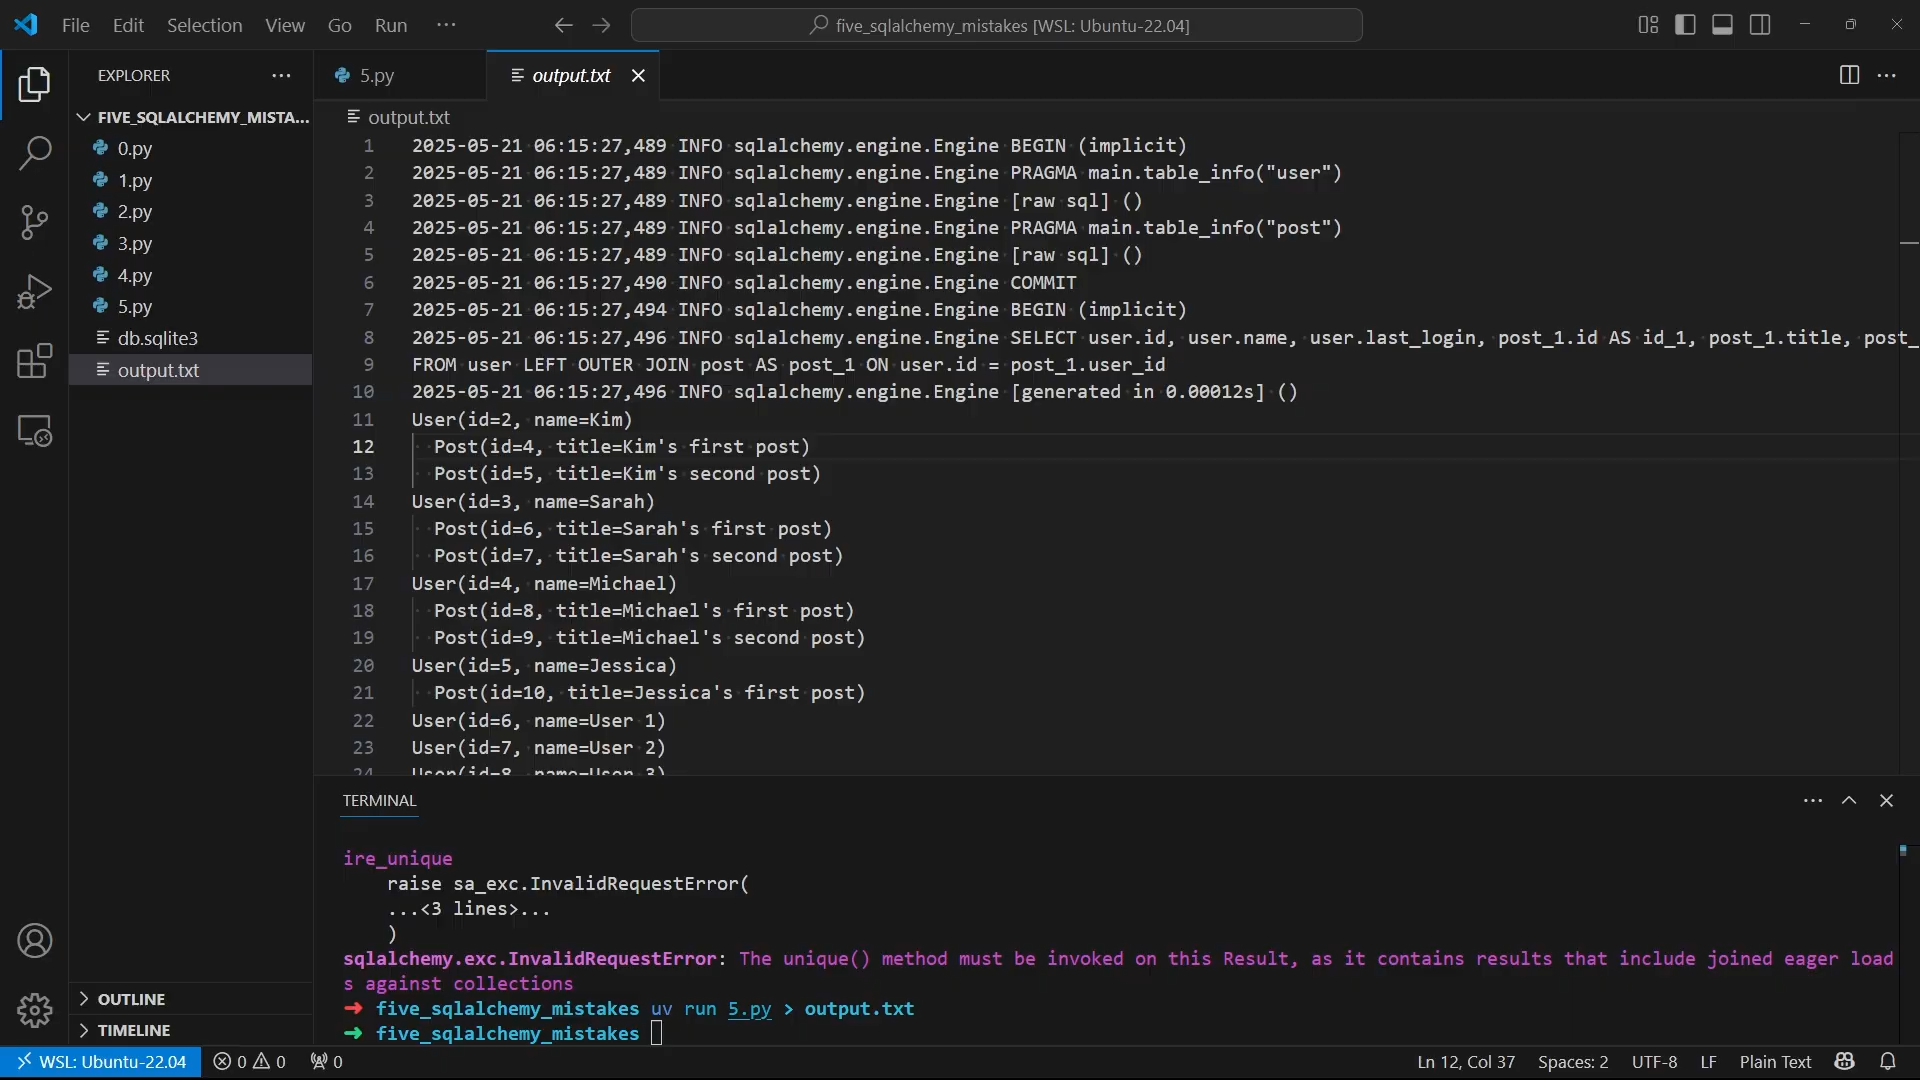 File Edit Selection View Go Run ···
five_sqlalchemy_mistakes [WSL: Ubuntu-22.04]
EXPLORER ···
FIVE_SQLALCHEMY_MISTA...
0.py
1.py
2.py
3.py
4.py
5.py
db.sqlite3
output.txt
OUTLINE
TIMELINE
5.py output.txt
output.txt
1 2025-05-21 06:15:27,489 INFO sqlalchemy.engine.Engine BEGIN (implicit)
2 2025-05-21 06:15:27,489 INFO sqlalchemy.engine.Engine PRAGMA main.table_info("user")
3 2025-05-21 06:15:27,489 INFO sqlalchemy.engine.Engine [raw sql] ()
4 2025-05-21 06:15:27,489 INFO sqlalchemy.engine.Engine PRAGMA main.table_info("post")
5 2025-05-21 06:15:27,489 INFO sqlalchemy.engine.Engine [raw sql] ()
6 2025-05-21 06:15:27,490 INFO sqlalchemy.engine.Engine COMMIT
7 2025-05-21 06:15:27,494 INFO sqlalchemy.engine.Engine BEGIN (implicit)
8 2025-05-21 06:15:27,496 INFO sqlalchemy.engine.Engine SELECT user.id, user.name, user.last_login, post_1.id AS id_1, post_1.title, post_
9 FROM user LEFT OUTER JOIN post AS post_1 ON user.id = post_1.user_id
10 2025-05-21 06:15:27,496 INFO sqlalchemy.engine.Engine [generated in 0.00012s] ()
11 User(id=2, name=Kim)
12 Post(id=4, title=Kim's first post)
13 Post(id=5, title=Kim's second post)
14 User(id=3, name=Sarah)
15 Post(id=6, title=Sarah's first post)
16 Post(id=7, title=Sarah's second post)
17 User(id=4, name=Michael)
18 Post(id=8, title=Michael's first post)
19 Post(id=9, title=Michael's second post)
20 User(id=5, name=Jessica)
21 Post(id=10, title=Jessica's first post)
22 User(id=6, name=User 1)
23 User(id=7, name=User 2)
24 User(id=8, name=User 3)
TERMINAL
ire_unique
raise sa_exc.InvalidRequestError(
...<3 lines>...
)
sqlalchemy.exc.InvalidRequestError: The unique() method must be invoked on this Result, as it contains results that include joined eager load
s against collections
➜ five_sqlalchemy_mistakes uv run 5.py > output.txt
➜ five_sqlalchemy_mistakes
WSL: Ubuntu-22.04 0 0 0 Ln 12, Col 37 Spaces: 2 UTF-8 LF Plain Text